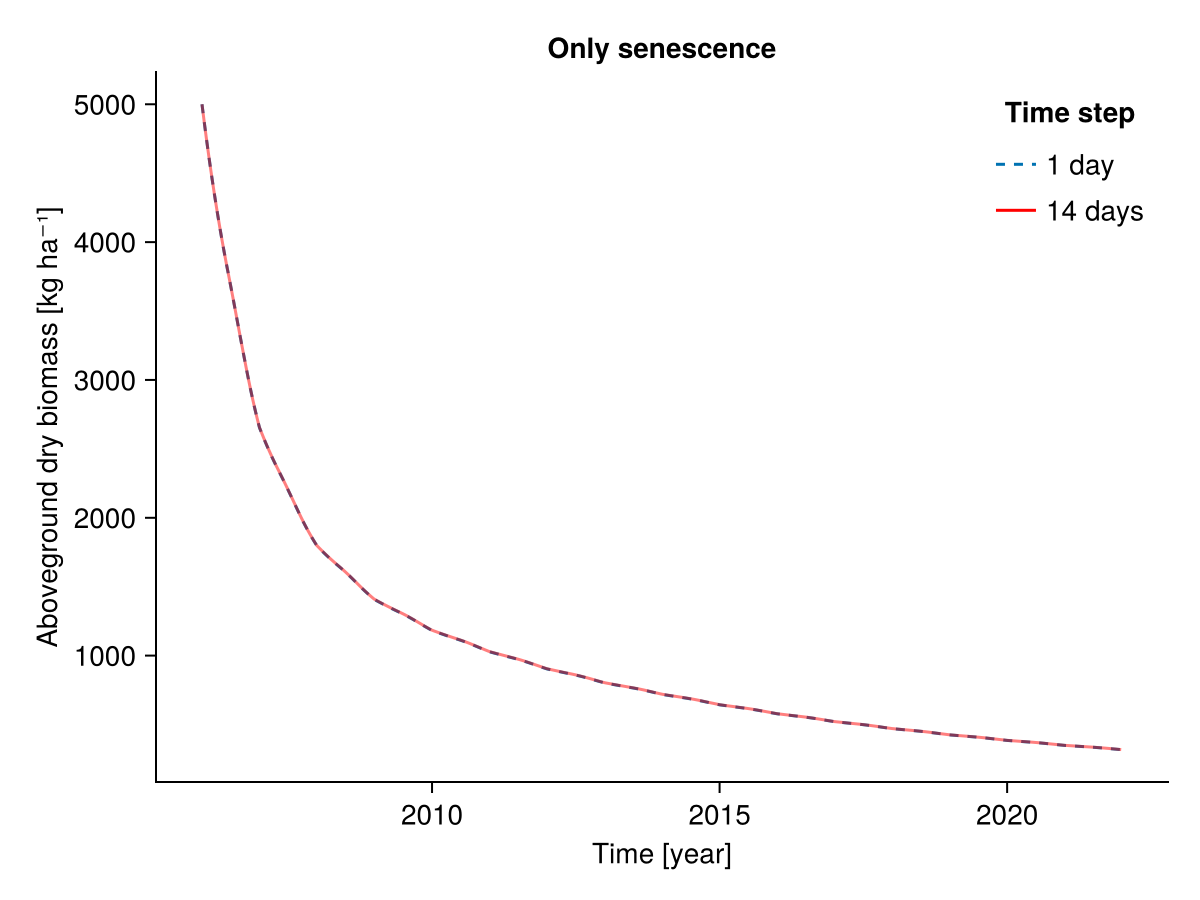 Only senescence
Time step
1 day
14 days
Aboveground dry biomass [kg ha⁻¹]
5000
4000
3000
2000
1000
2010
2015
2020
Time [year]